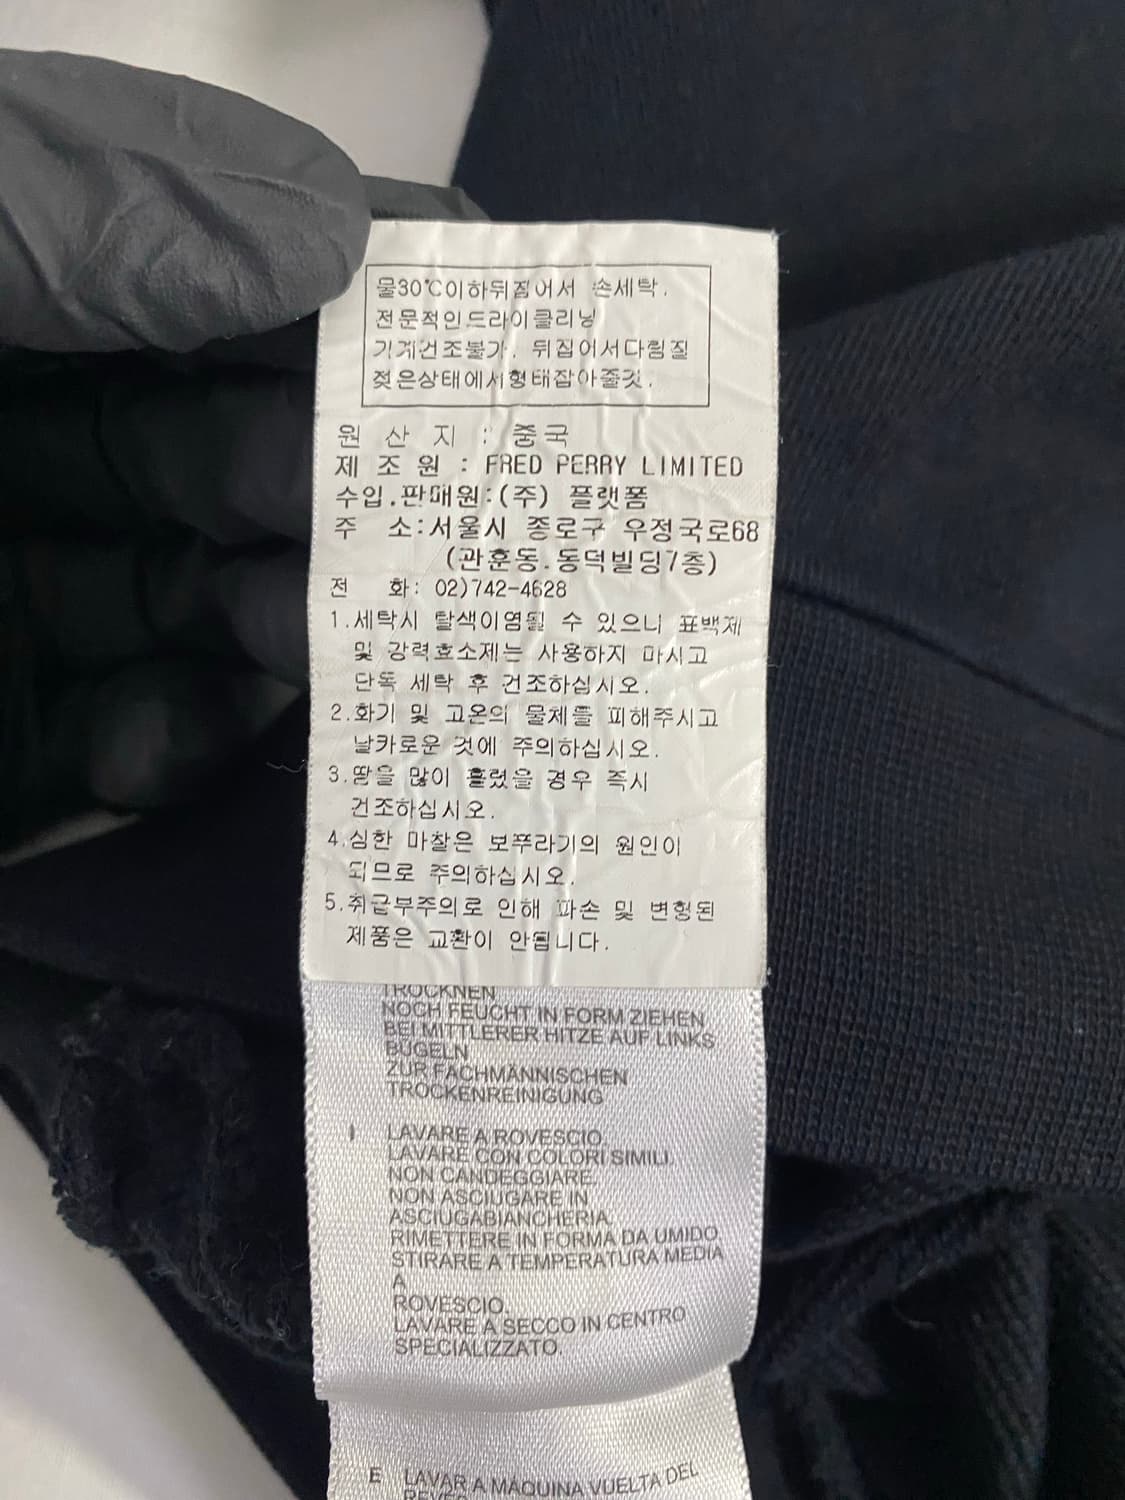 물30℃이하뒤집어서 손세탁.
전문적인드라이클리닝
기계건조불가. 뒤집어서다림질
젖은상태에서형태잡아줄것.
원 산 지 : 중국
제 조 원 : FRED PERRY LIMITED
수입.판매원:(주) 플랫폼
주 소:서울시 종로구 우정국로68
(관훈동.동덕빌딩7층)
전 화: 02)742-4628
1.세탁시 탈색이염될 수 있으니 표백제
및 강력효소제는 사용하지 마시고
단독 세탁 후 건조하십시오.
2.화기 및 고온의 물체를 피해주시고
날카로운 것에 주의하십시오.
3.땀을 많이 흘렸을 경우 즉시
건조하십시오.
4.심한 마찰은 보푸라기의 원인이
되므로 주의하십시오.
5.취급부주의로 인해 파손 및 변형된
제품은 교환이 안됩니다.
TROCKNEN
NOCH FEUCHT IN FORM ZIEHEN
BEI MITTLERER HITZE AUF LINKS
BÜGELN
ZUR FACHMÄNNISCHEN
TROCKENREINIGUNG
I LAVARE A ROVESCIO.
LAVARE CON COLORI SIMILI.
NON CANDEGGIARE.
NON ASCIUGARE IN
ASCIUGABIANCHERIA.
RIMETTERE IN FORMA DA UMIDO.
STIRARE A TEMPERATURA MEDIA
A
ROVESCIO.
LAVARE A SECCO IN CENTRO
SPECIALIZZATO.
E LAVAR A MAQUINA VUELTA DEL